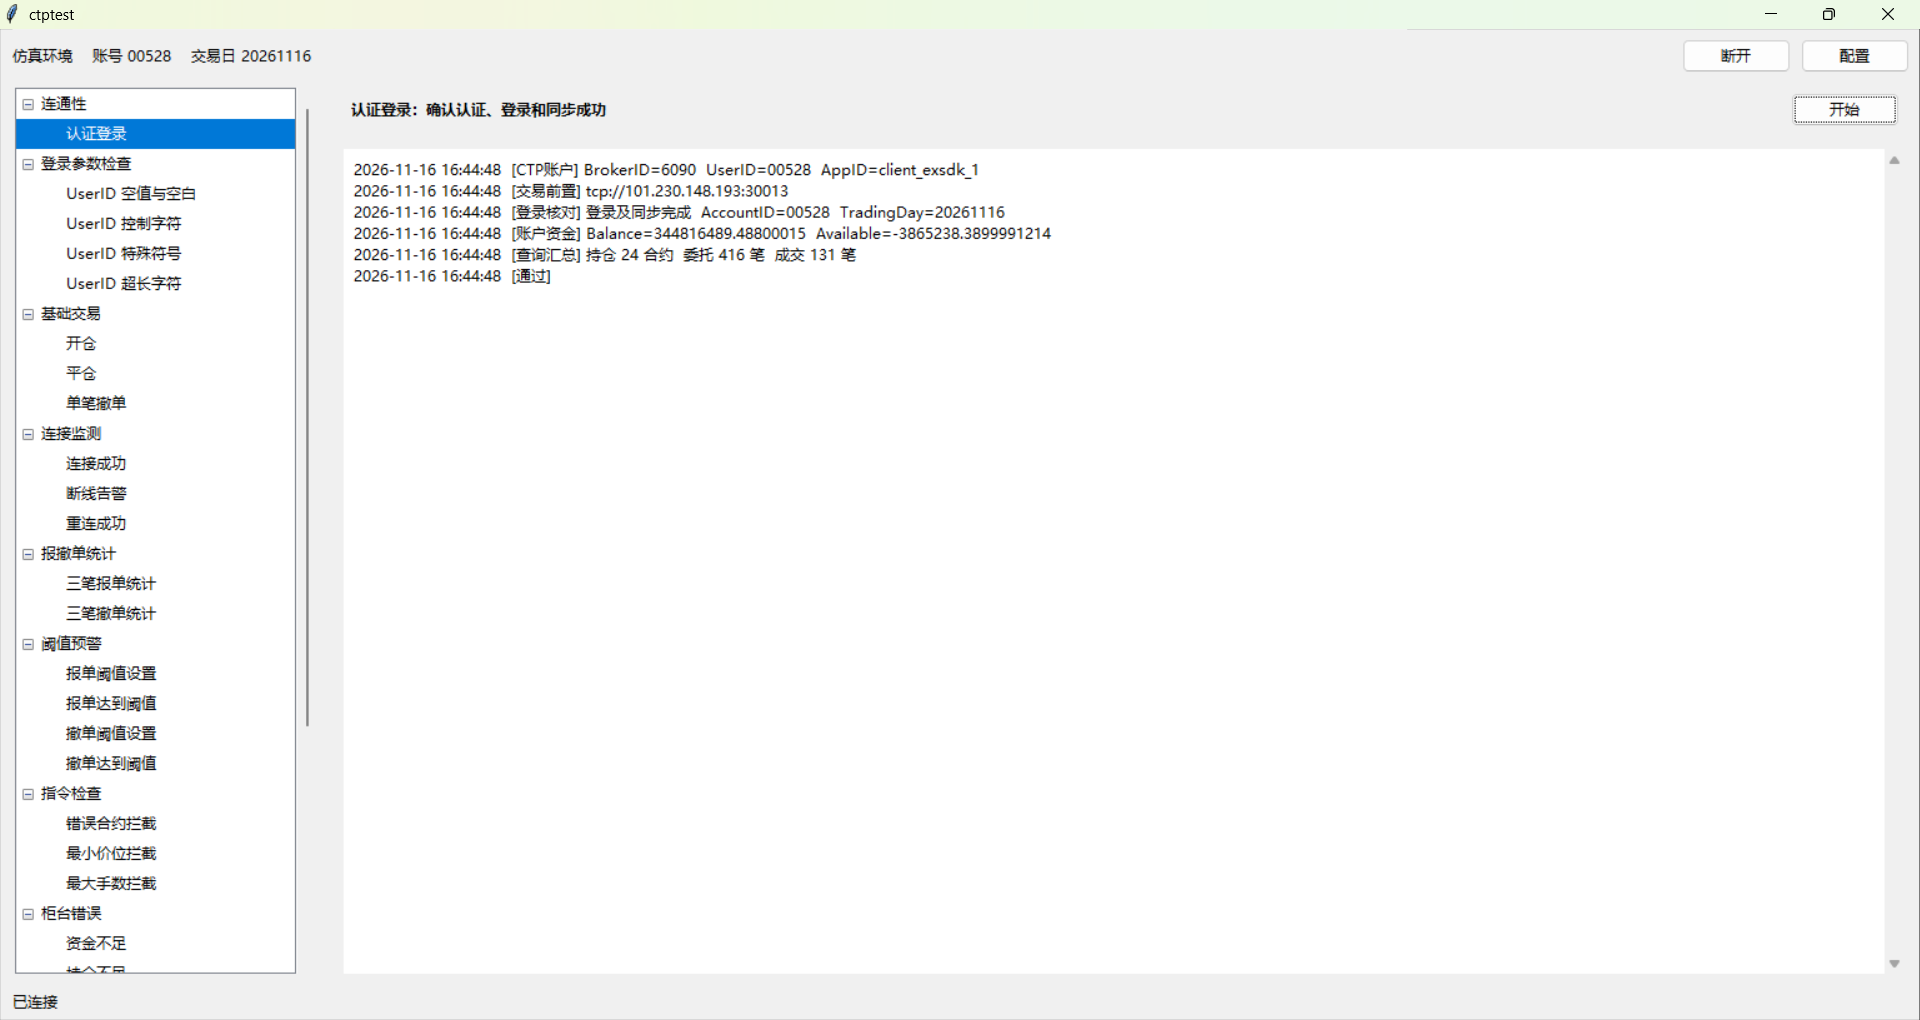 ctptest
仿真环境 账号 00528 交易日 20261116
断开
配置
连通性
认证登录
登录参数检查
UserID 空值与空白
UserID 控制字符
UserID 特殊符号
UserID 超长字符
基础交易
开仓
平仓
单笔撤单
连接监测
连接成功
断线告警
重连成功
报撤单统计
三笔报单统计
三笔撤单统计
阈值预警
报单阈值设置
报单达到阈值
撤单阈值设置
撤单达到阈值
指令检查
错误合约拦截
最小价位拦截
最大手数拦截
柜台错误
资金不足
认证登录：确认认证、登录和同步成功
开始
2026-11-16 16:44:48 [CTP账户] BrokerID=6090 UserID=00528 AppID=client_exsdk_1
2026-11-16 16:44:48 [交易前置] tcp://101.230.148.193:30013
2026-11-16 16:44:48 [登录核对] 登录及同步完成 AccountID=00528 TradingDay=20261116
2026-11-16 16:44:48 [账户资金] Balance=344816489.48800015 Available=-3865238.3899991214
2026-11-16 16:44:48 [查询汇总] 持仓 24 合约 委托 416 笔 成交 131 笔
2026-11-16 16:44:48 [通过]
已连接